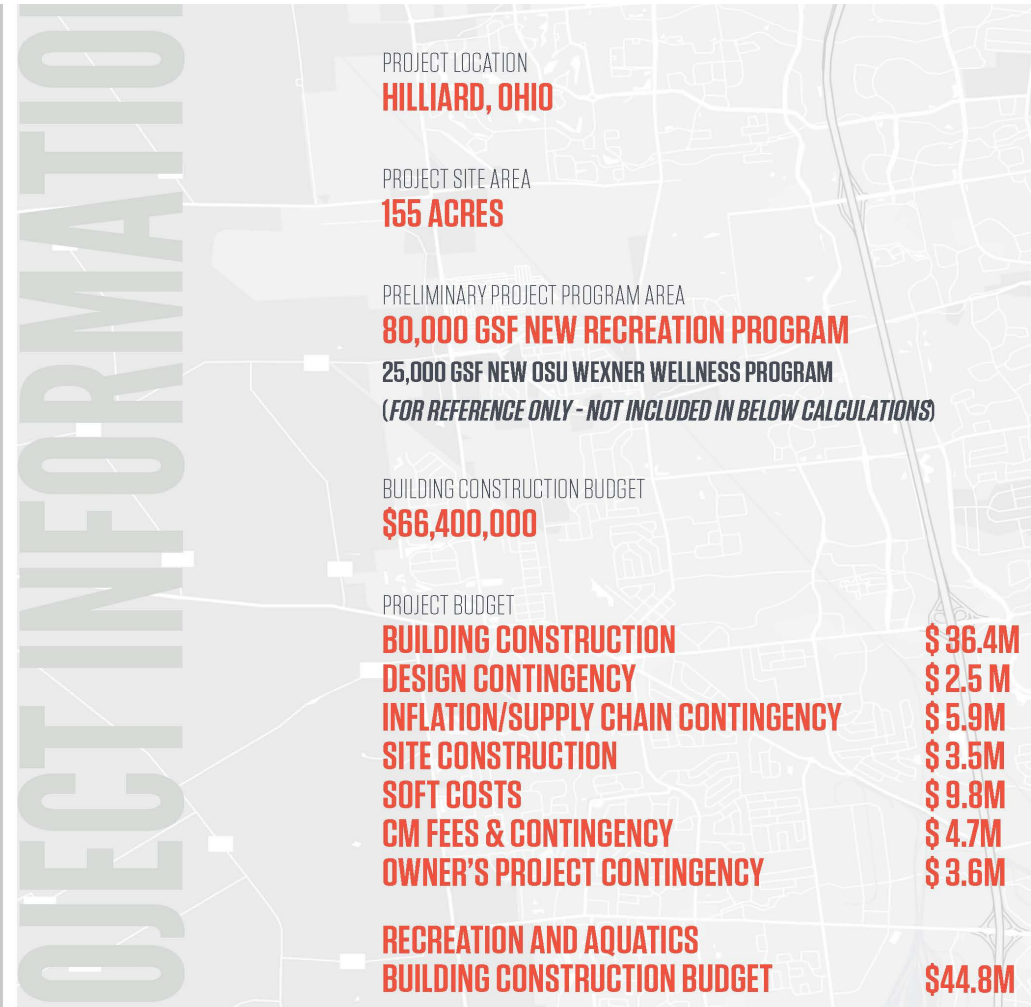 OJECT INFORMATIO
PROJECT LOCATION
HILLIARD, OHIO
PROJECT SITE AREA
155 ACRES
PRELIMINARY PROJECT PROGRAM AREA
80,000 GSF NEW RECREATION PROGRAM
25,000 GSF NEW OSU WEXNER WELLNESS PROGRAM
(FOR REFERENCE ONLY - NOT INCLUDED IN BELOW CALCULATIONS)
BUILDING CONSTRUCTION BUDGET
$66,400,000
PROJECT BUDGET
BUILDING CONSTRUCTION $ 36.4M
DESIGN CONTINGENCY $ 2.5 M
INFLATION/SUPPLY CHAIN CONTINGENCY $ 5.9M
SITE CONSTRUCTION $ 3.5M
SOFT COSTS $ 9.8M
CM FEES & CONTINGENCY $ 4.7M
OWNER'S PROJECT CONTINGENCY $ 3.6M
RECREATION AND AQUATICS
BUILDING CONSTRUCTION BUDGET $44.8M